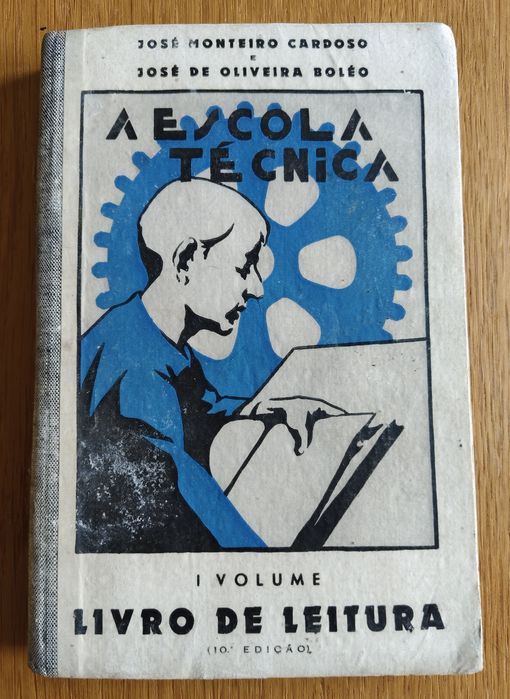 JOSÉ MONTEIRO CARDOSO
E
JOSÉ DE OLIVEIRA BOLÉO
A ESCOLA
TÉCNICA
I VOLUME
LIVRO DE LEITURA
(10.ª EDIÇÃO)